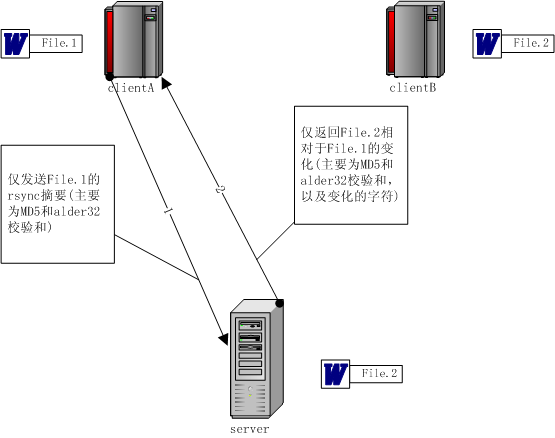 File.1
clientA
clientB
File.2
仅发送File.1的
rsync摘要(主要
为MD5和alder32
校验和)
仅返回File.2相
对于File.1的变
化(主要为MD5和
alder32校验和,
以及变化的字符)
1
2
File.2
server